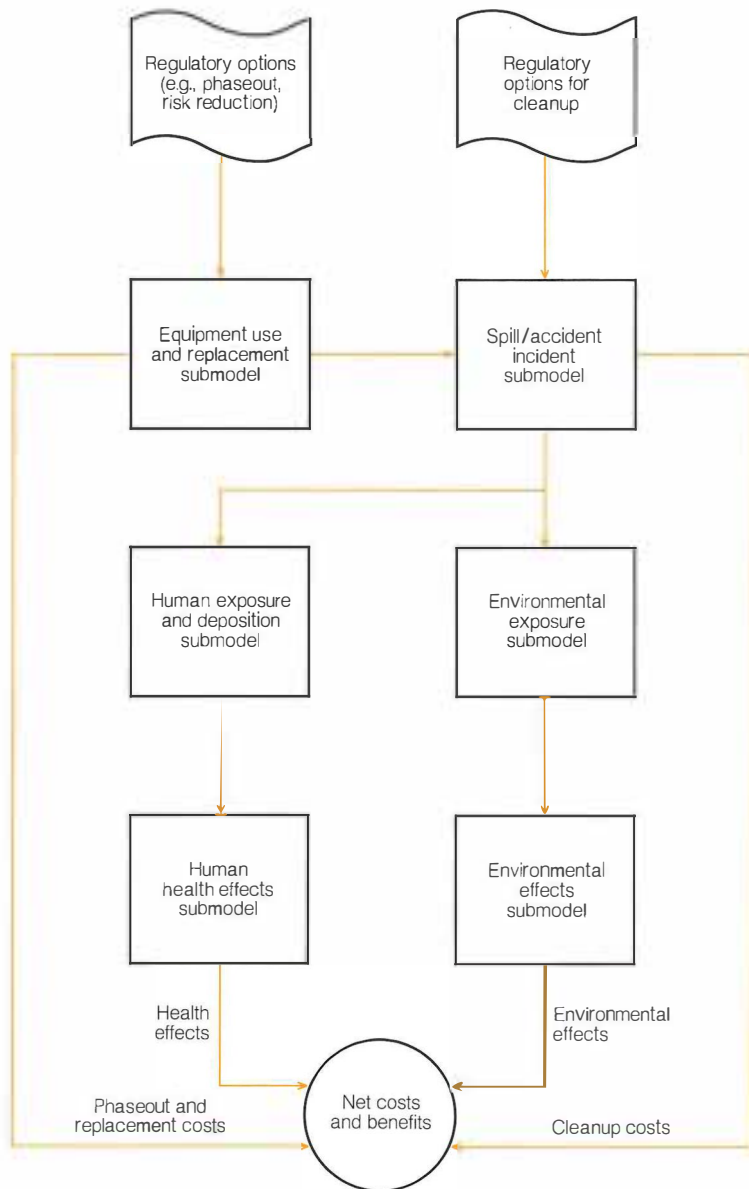 Regulatory options
(e.g., phaseout,
risk reduction)
Regulatory
options for
cleanup
Equipment use
and replacement
submodel
Spill/accident
incident
submodel
Human exposure
and deposition
submodel
Environmental
exposure
submodel
Human
health effects
submodel
Environmental
effects
submodel
Health
effects
Environmental
effects
Phaseout and
replacement costs
Net costs
and benefits
Cleanup costs